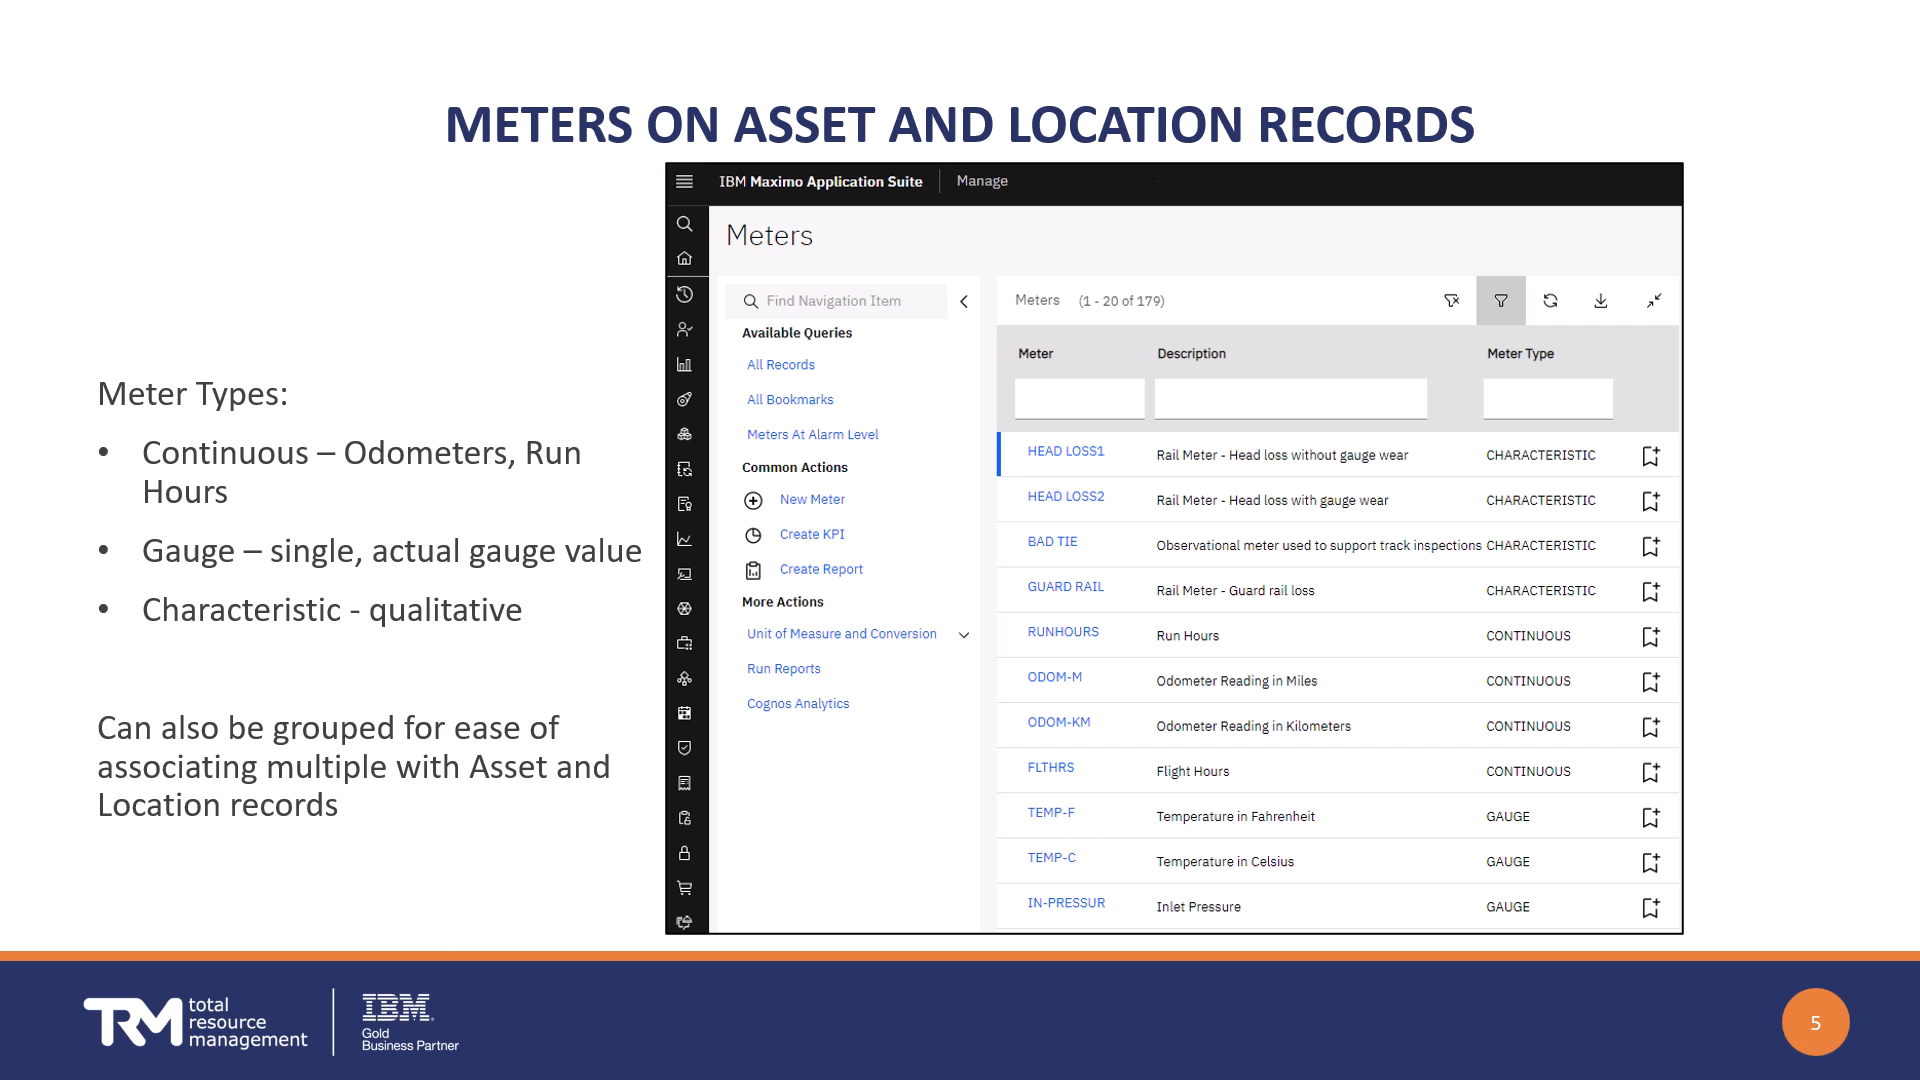 METERS ON ASSET AND LOCATION RECORDS
Meter Types:
• Continuous – Odometers, Run
Hours
• Gauge – single, actual gauge value
• Characteristic - qualitative
Can also be grouped for ease of
associating multiple with Asset and
Location records
IBM Maximo Application Suite
Manage
Meters
Find Navigation Item
Available Queries
All Records
All Bookmarks
Meters At Alarm Level
Common Actions
New Meter
Create KPI
Create Report
More Actions
Unit of Measure and Conversion
Run Reports
Cognos Analytics
Meters (1 - 20 of 179)
Meter Description Meter Type
HEAD LOSS1 Rail Meter - Head loss without gauge wear CHARACTERISTIC
HEAD LOSS2 Rail Meter - Head loss with gauge wear CHARACTERISTIC
BAD TIE Observational meter used to support track inspections CHARACTERISTIC
GUARD RAIL Rail Meter - Guard rail loss CHARACTERISTIC
RUNHOURS Run Hours CONTINUOUS
ODOM-M Odometer Reading in Miles CONTINUOUS
ODOM-KM Odometer Reading in Kilometers CONTINUOUS
FLTHRS Flight Hours CONTINUOUS
TEMP-F Temperature in Fahrenheit GAUGE
TEMP-C Temperature in Celsius GAUGE
IN-PRESSUR Inlet Pressure GAUGE
TRM total
resource
management
IBM
Gold
Business Partner
5